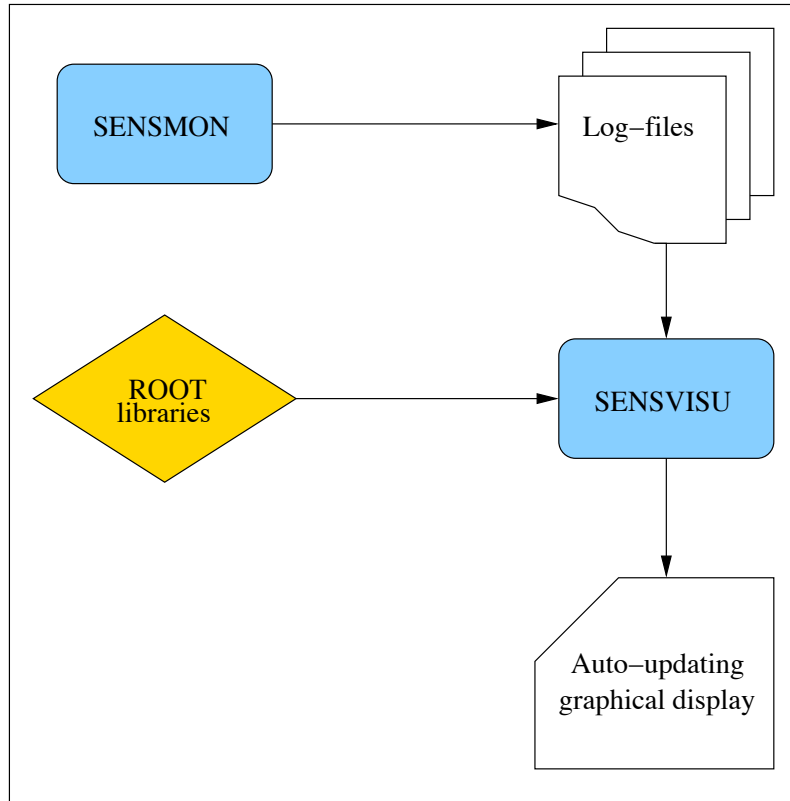 SENSMON
Log−files
ROOT
libraries
SENSVISU
Auto−updating
graphical display